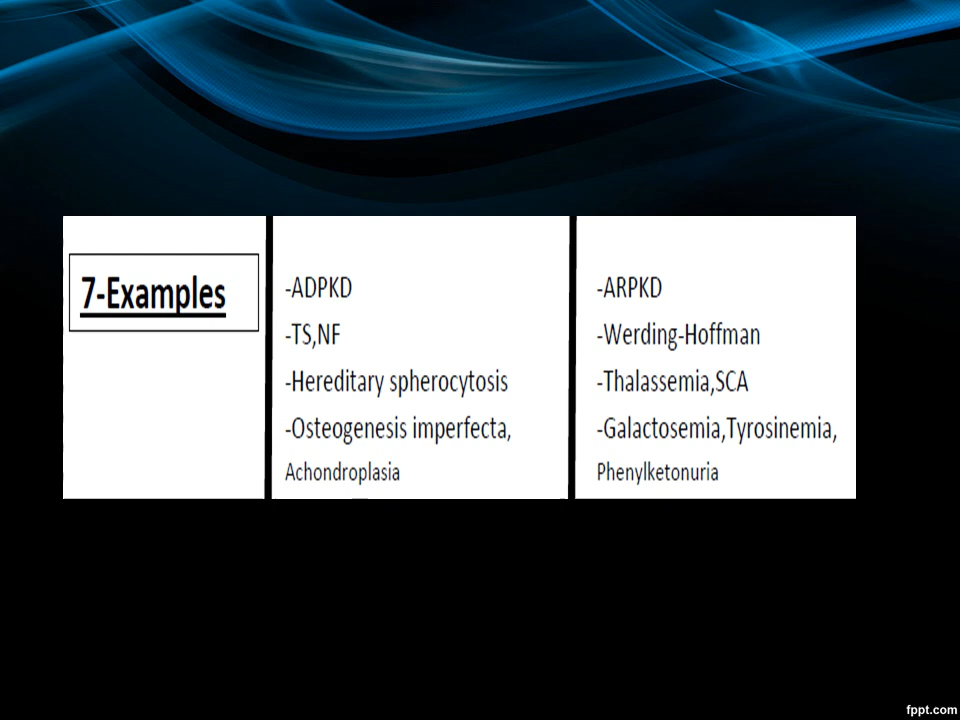 7-Examples
-ADPKD
-TS,NF
-Hereditary spherocytosis
-Osteogenesis imperfecta,
Achondroplasia
-ARPKD
-Werding-Hoffman
-Thalassemia,SCA
-Galactosemia,Tyrosinemia,
Phenylketonuria
fppt.com